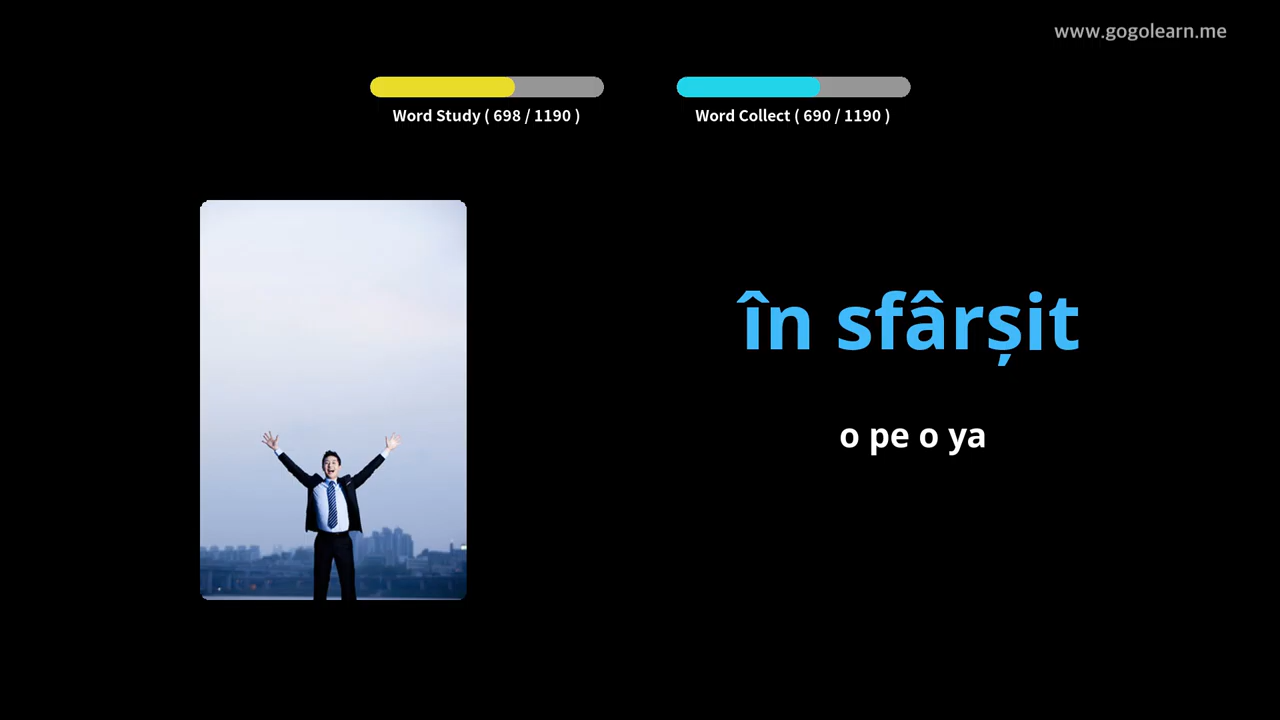 www.gogolearn.me
Word Study ( 698 / 1190 )
Word Collect ( 690 / 1190 )
în sfârșit
o pe o ya